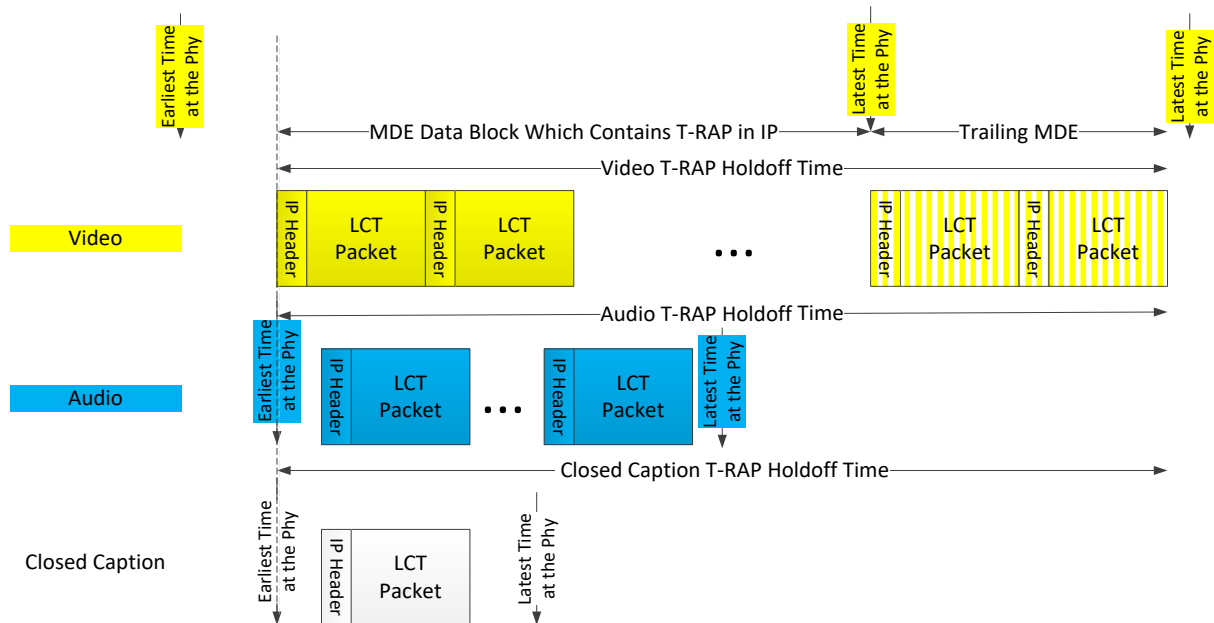 Earliest Time
at the Phy
Latest Time
at the Phy
Latest Time
at the Phy
MDE Data Block Which Contains T-RAP in IP
Trailing MDE
Video T-RAP Holdoff Time
Video
IP Header
LCT
Packet
IP Header
LCT
Packet
...
IP Header
LCT
Packet
IP Header
LCT
Packet
Audio T-RAP Holdoff Time
Audio
Earliest Time
at the Phy
IP Header
LCT
Packet
...
IP Header
LCT
Packet
Latest Time
at the Phy
Closed Caption T-RAP Holdoff Time
Closed Caption
Earliest Time
at the Phy
IP Header
LCT
Packet
Latest Time
at the Phy